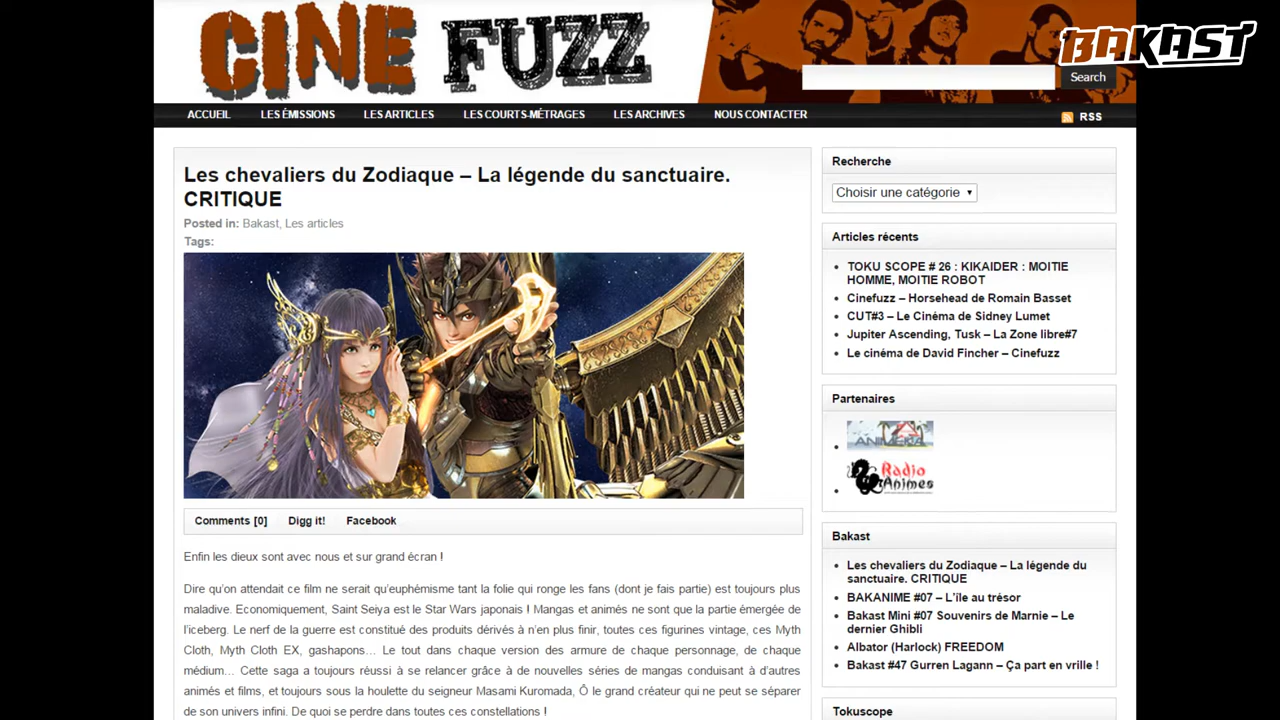 CINE FUZZ
BAKAST
Search
ACCUEIL LES ÉMISSIONS LES ARTICLES LES COURTS-MÉTRAGES LES ARCHIVES NOUS CONTACTER
RSS
Les chevaliers du Zodiaque – La légende du sanctuaire.
CRITIQUE
Posted in: Bakast, Les articles
Tags:
Comments [0] Digg it! Facebook
Enfin les dieux sont avec nous et sur grand écran !
Dire qu'on attendait ce film ne serait qu'euphémisme tant la folie qui ronge les fans (dont je fais partie) est toujours plus
maladive. Economiquement, Saint Seiya est le Star Wars japonais ! Mangas et animés ne sont que la partie émergée de
l'iceberg. Le nerf de la guerre est constitué des produits dérivés à n'en plus finir, toutes ces figurines vintage, ces Myth
Cloth, Myth Cloth EX, gashapons... Le tout dans chaque version des armure de chaque personnage, de chaque
médium... Cette saga a toujours réussi à se relancer grâce à de nouvelles séries de mangas conduisant à d'autres
animés et films, et toujours sous la houlette du seigneur Masami Kuromada, Ô le grand créateur qui ne peut se séparer
de son univers infini. De quoi se perdre dans toutes ces constellations !
Recherche
Choisir une catégorie
Articles récents
TOKU SCOPE # 26 : KIKAIDER : MOITIE
HOMME, MOITIE ROBOT
Cinefuzz – Horsehead de Romain Basset
CUT#3 – Le Cinéma de Sidney Lumet
Jupiter Ascending, Tusk – La Zone libre#7
Le cinéma de David Fincher – Cinefuzz
Partenaires
ANIMERA
Radio
Animes
Bakast
Les chevaliers du Zodiaque – La légende du
sanctuaire. CRITIQUE
BAKANIME #07 – L'île au trésor
Bakast Mini #07 Souvenirs de Marnie – Le
dernier Ghibli
Albator (Harlock) FREEDOM
Bakast #47 Gurren Lagann – Ça part en vrille !
Tokuscope